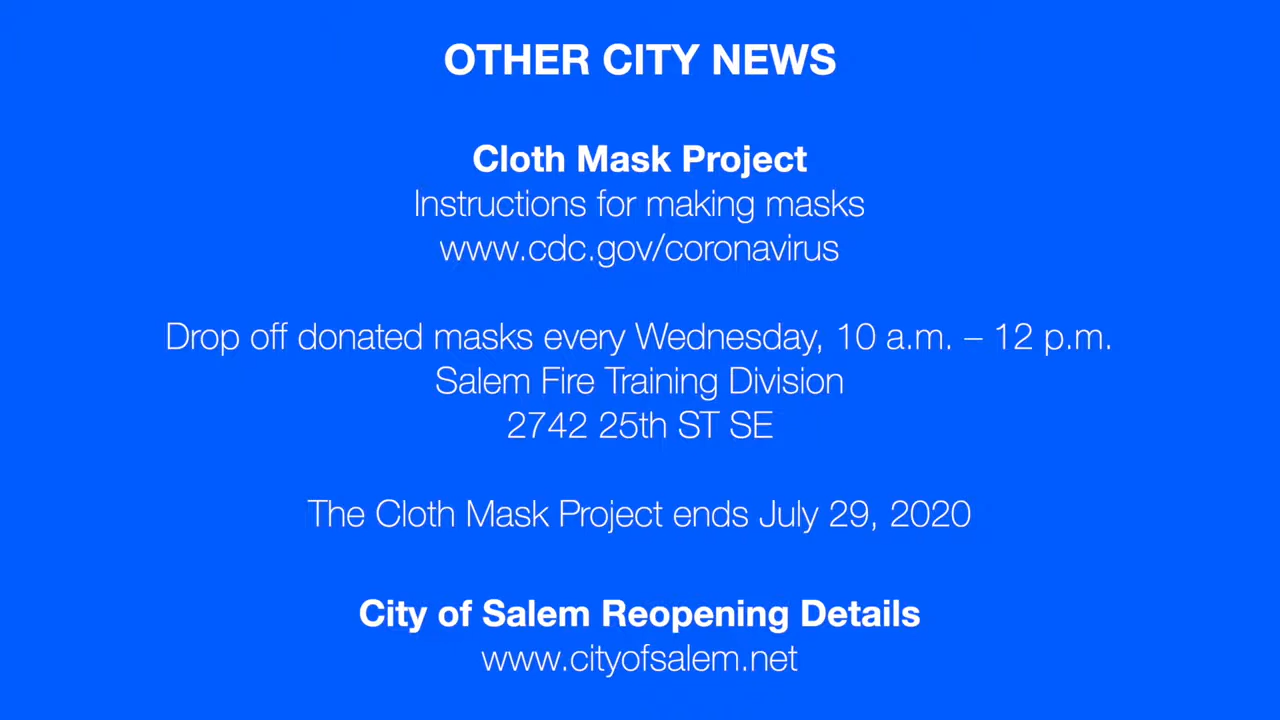 OTHER CITY NEWS
Cloth Mask Project
Instructions for making masks
www.cdc.gov/coronavirus
Drop off donated masks every Wednesday, 10 a.m. – 12 p.m.
Salem Fire Training Division
2742 25th ST SE
The Cloth Mask Project ends July 29, 2020
City of Salem Reopening Details
www.cityofsalem.net